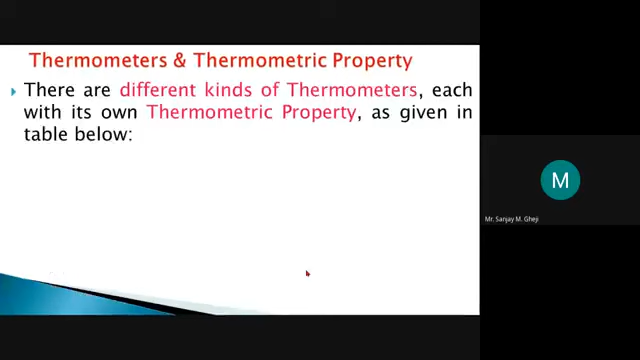 Thermometers & Thermometric Property
There are different kinds of Thermometers, each
with its own Thermometric Property, as given in
table below:
M
Mr. Sanjay M. Gheji